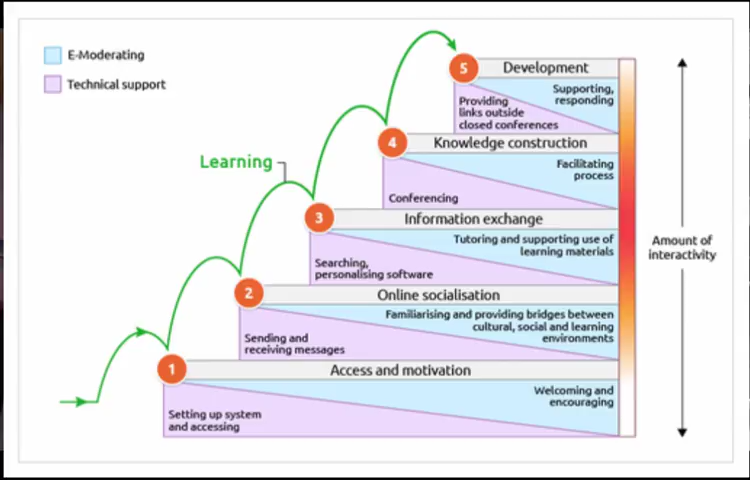 E-Moderating
Technical support
Learning
5
Development
Providing
links outside
closed conferences
Supporting,
responding
4
Knowledge construction
Conferencing
Facilitating
process
3
Information exchange
Searching,
personalising software
Tutoring and supporting use of
learning materials
2
Online socialisation
Sending and
receiving messages
Familiarising and providing bridges between
cultural, social and learning
environments
1
Access and motivation
Setting up system
and accessing
Welcoming and
encouraging
Amount of
interactivity